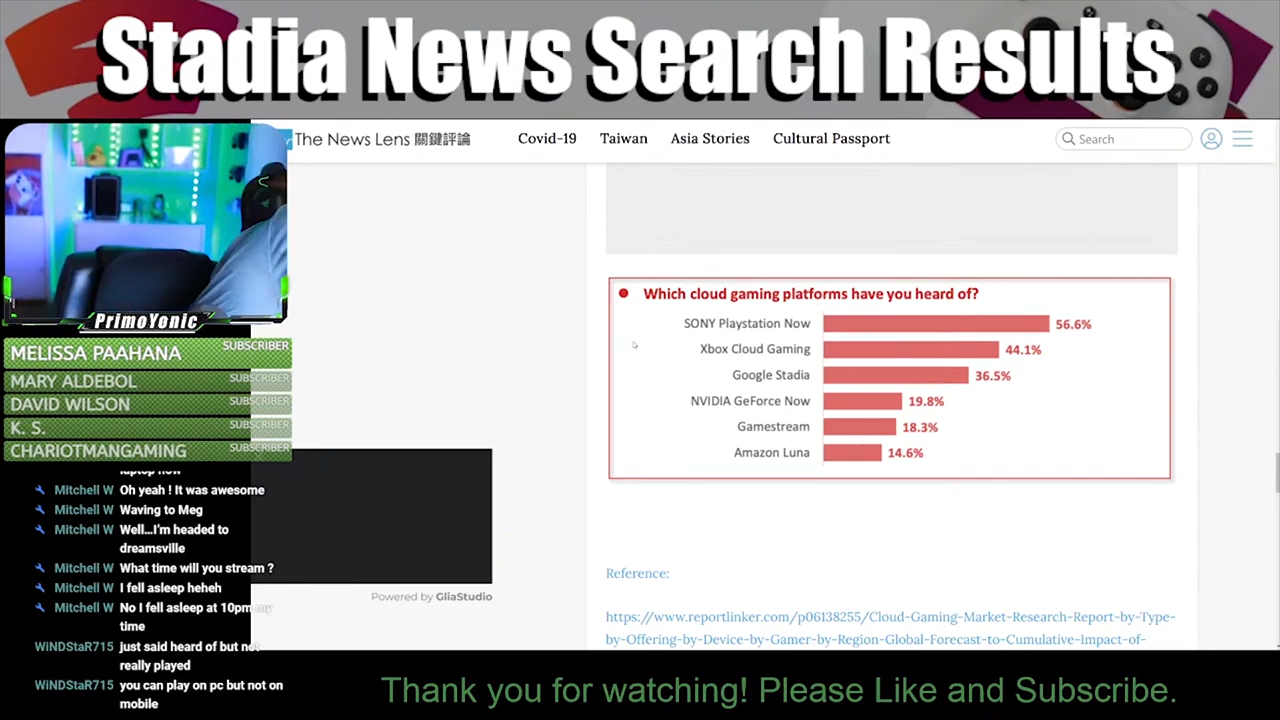 Stadia News Search Results
The News Lens 關鍵評論
Covid-19
Taiwan
Asia Stories
Cultural Passport
Search
Which cloud gaming platforms have you heard of?
SONY Playstation Now 56.6%
Xbox Cloud Gaming 44.1%
Google Stadia 36.5%
NVIDIA GeForce Now 19.8%
Gamestream 18.3%
Amazon Luna 14.6%
Reference:
https://www.reportlinker.com/p06138255/Cloud-Gaming-Market-Research-Report-by-Type-
by-Offering-by-Device-by-Gamer-by-Region-Global-Forecast-to-Cumulative-Impact-of-
Powered by GliaStudio
PrimoYonic
MELISSA PAAHANA SUBSCRIBER
MARY ALDEBOL SUBSCRIBER
DAVID WILSON SUBSCRIBER
K. S. SUBSCRIBER
CHARIOTMANGAMING SUBSCRIBER
laptop now
Mitchell W Oh yeah ! It was awesome
Mitchell W Waving to Meg
Mitchell W Well...I'm headed to
dreamsville
Mitchell W What time will you stream ?
Mitchell W I fell asleep heheh
Mitchell W No I fell asleep at 10pm my
time
WiNDStaR715 just said heard of but not
really played
WiNDStaR715 you can play on pc but not on
mobile
Thank you for watching! Please Like and Subscribe.